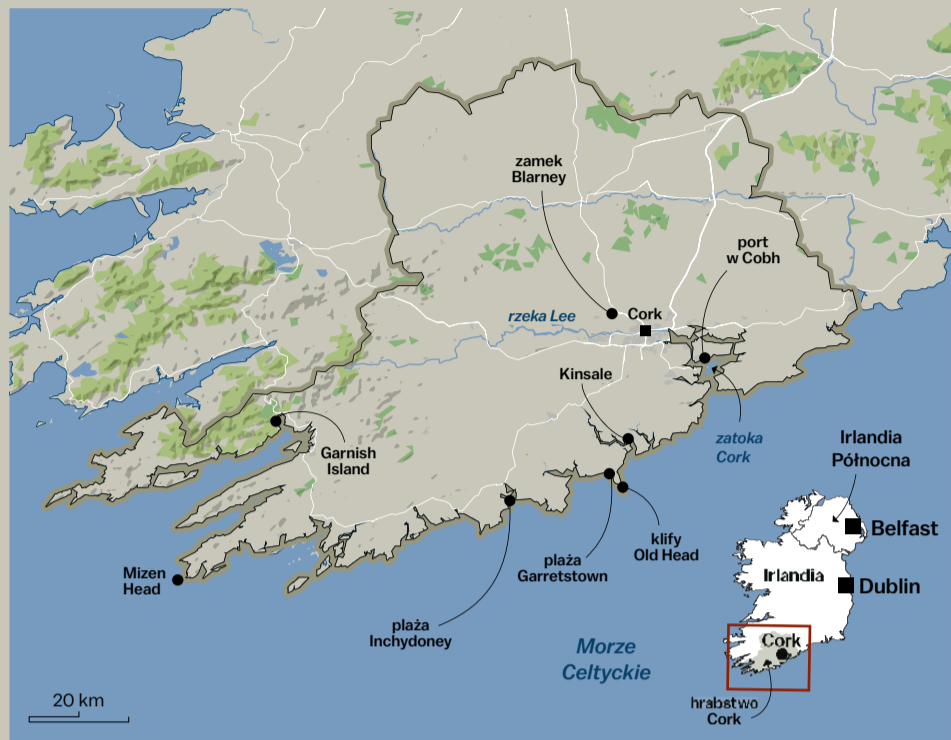 zamek
Blarney
port
w Cobh
rzeka Lee
Cork
Kinsale
zatoka
Cork
Garnish
Island
Irlandia
Północna
Belfast
klify
Old Head
plaża
Garretstown
Mizen
Head
Irlandia
Dublin
plaża
Inchydoney
Morze
Celtyckie
Cork
20 km
hrabstwo
Cork